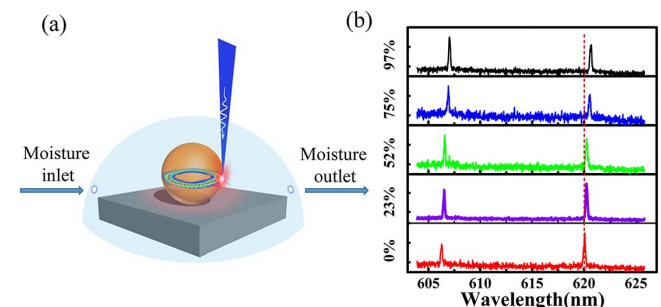 (a)
(b)
Moisture
inlet
Moisture
outlet
97%
75%
52%
23%
0%
605 610 615 620 625
Wavelength(nm)